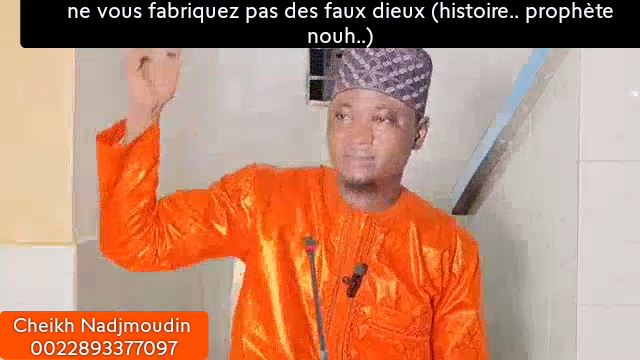 ne vous fabriquez pas des faux dieux (histoire.. prophète
nouh..)
Cheikh Nadjmoudin
0022893377097